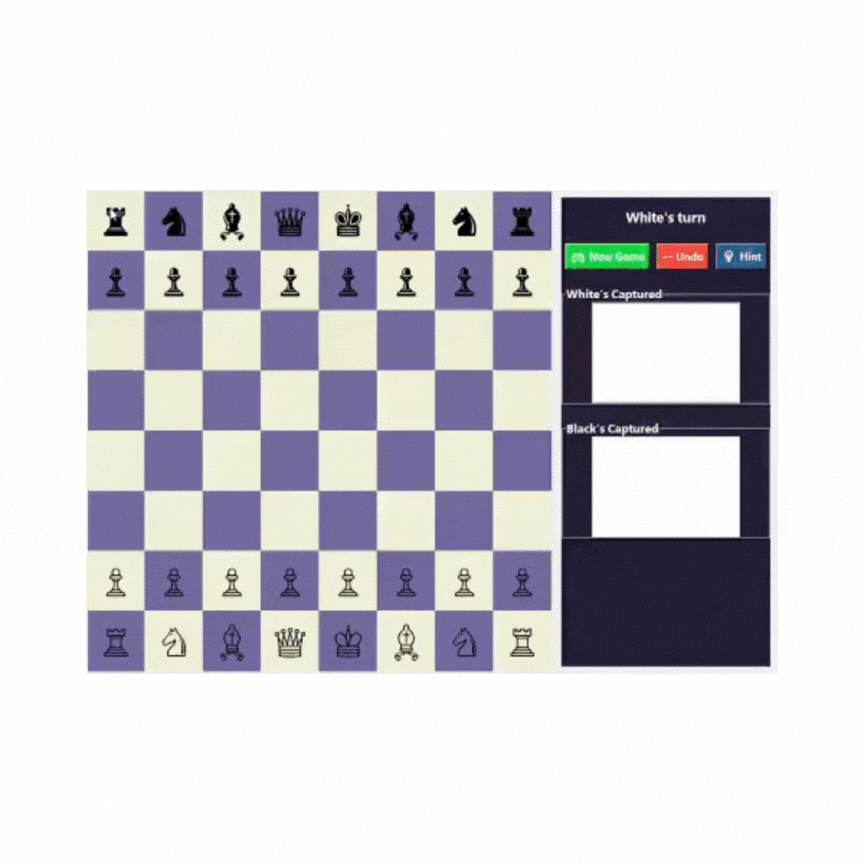 White's turn
New Game
Undo
Hint
White's Captured
Black's Captured